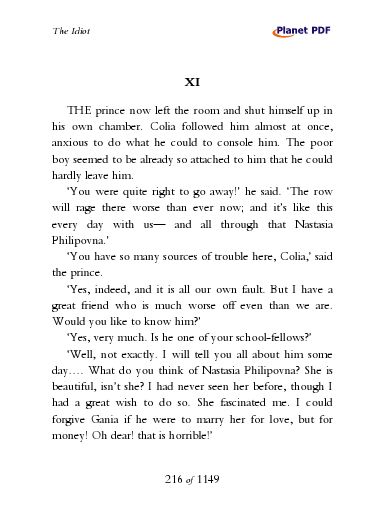 The Idiot
Planet PDF
XI
THE prince now left the room and shut himself up in
his own chamber. Colia followed him almost at once,
anxious to do what he could to console him. The poor
boy seemed to be already so attached to him that he could
hardly leave him.
‘You were quite right to go away!’ he said. ‘The row
will rage there worse than ever now; and it’s like this
every day with us— and all through that Nastasia
Philipovna.’
‘You have so many sources of trouble here, Colia,’ said
the prince.
‘Yes, indeed, and it is all our own fault. But I have a
great friend who is much worse off even than we are.
Would you like to know him?’
‘Yes, very much. Is he one of your school-fellows?’
‘Well, not exactly. I will tell you all about him some
day.... What do you think of Nastasia Philipovna? She is
beautiful, isn’t she? I had never seen her before, though I
had a great wish to do so. She fascinated me. I could
forgive Gania if he were to marry her for love, but for
money! Oh dear! that is horrible!’
216 of 1149